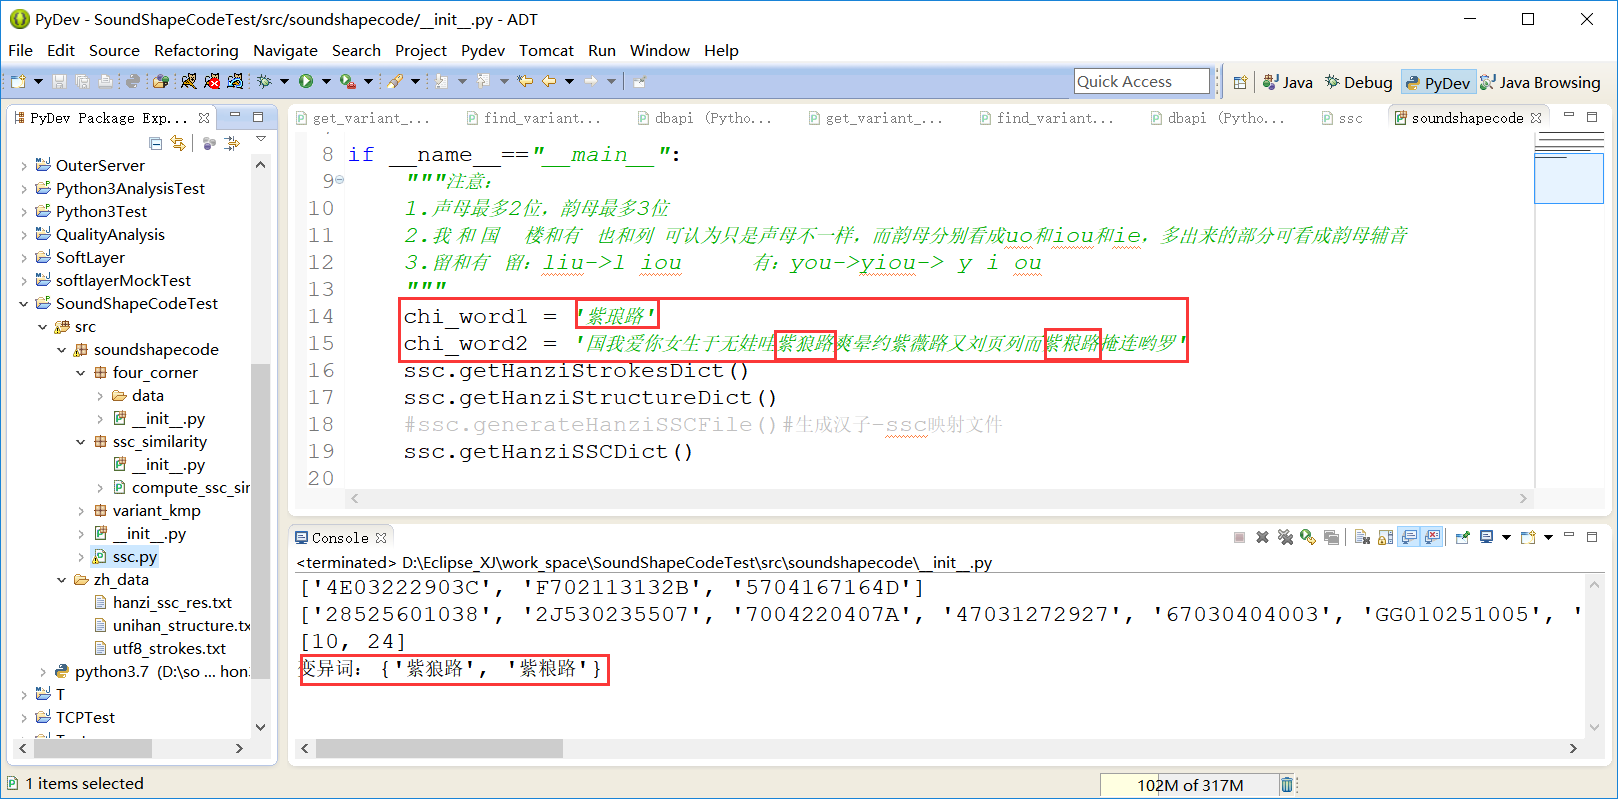 PyDev - SoundShapeCodeTest/src/soundshapecode/__init__.py - ADT
File Edit Source Refactoring Navigate Search Project Pydev Tomcat Run Window Help
Quick Access
Java Debug PyDev Java Browsing
PyDev Package Exp...
OuterServer
Python3AnalysisTest
Python3Test
QualityAnalysis
SoftLayer
softlayerMockTest
SoundShapeCodeTest
src
soundshapecode
four_corner
data
__init__.py
ssc_similarity
__init__.py
compute_ssc_sir
variant_kmp
__init__.py
ssc.py
zh_data
hanzi_ssc_res.txt
unihan_structure.tx
utf8_strokes.txt
python3.7 (D:\so ... hon3
T
TCPTest
get_variant_... find_variant... dbapi (Pytho... get_variant_... find_variant... dbapi (Pytho... ssc soundshapecode
8 if __name__=="__main__":
9 """注意：
10 1.声母最多2位，韵母最多3位
11 2.我 和 国 楼和有 也和列 可认为只是声母不一样，而韵母分别看成uo和iou和ie，多出来的部分可看成韵母辅音
12 3.留和有 留：liu->l iou 有：you->yiou-> y i ou
13 """
14 chi_word1 = '紫琅路'
15 chi_word2 = '国我爱你女生于无娃哇紫狼路爽晕约紫薇路又刘页列而紫粮路掩连哟罗'
16 ssc.getHanziStrokesDict()
17 ssc.getHanziStructureDict()
18 #ssc.generateHanziSSCFile()#生成汉子-ssc映射文件
19 ssc.getHanziSSCDict()
20
Console
<terminated> D:\Eclipse_XJ\work_space\SoundShapeCodeTest\src\soundshapecode\__init__.py
['4E03222903C', 'F702113132B', '5704167164D']
['28525601038', '2J530235507', '7004220407A', '47031272927', '67030404003', 'GG010251005', '
[10, 24]
变异词：{'紫狼路', '紫粮路'}
1 items selected
102M of 317M